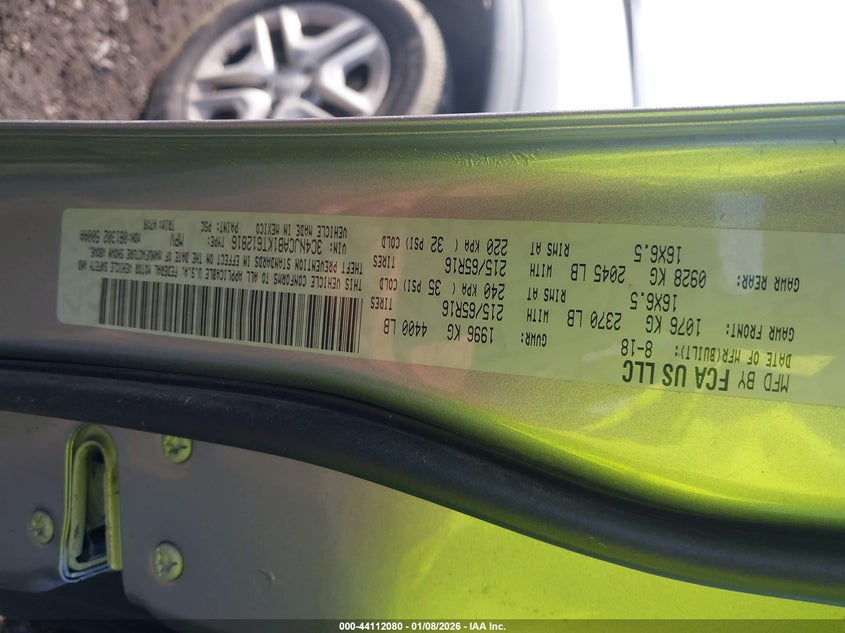 MFD BY FCA US LLC
DATE OF MFR(BUILT): 8-18 GVWR: 1996 KG 4400 LB
GAWR FRONT: 1076 KG 2370 LB WITH 215/65R16 TIRES
16X6.5 RIMS AT 240 KPA ( 35 PSI) COLD
GAWR REAR: 0928 KG 2045 LB WITH 215/65R16 TIRES
16X6.5 RIMS AT 220 KPA ( 32 PSI) COLD
THIS VEHICLE CONFORMS TO ALL APPLICABLE U.S.A. FEDERAL MOTOR VEHICLE SAFETY AND
THEFT PREVENTION STANDARDS IN EFFECT ON THE DATE OF MANUFACTURE SHOWN ABOVE.
VIN: 3C4NJCAB1KT612816 TYPE: MPV MDH:081302
VEHICLE MADE IN MEXICO PAINT: PSC TRIM:
000-44112080 - 01/08/2026 - IAA Inc.